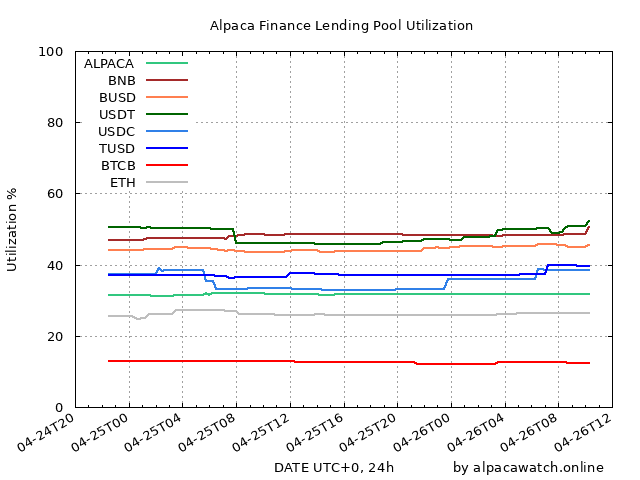 Alpaca Finance Lending Pool Utilization
Utilization %
100
80
60
40
20
0
ALPACA
BNB
BUSD
USDT
USDC
TUSD
BTCB
ETH
04-24T20
04-25T00
04-25T04
04-25T08
04-25T12
04-25T16
04-25T20
04-26T00
04-26T04
04-26T08
04-26T12
DATE UTC+0, 24h
by alpacawatch.online